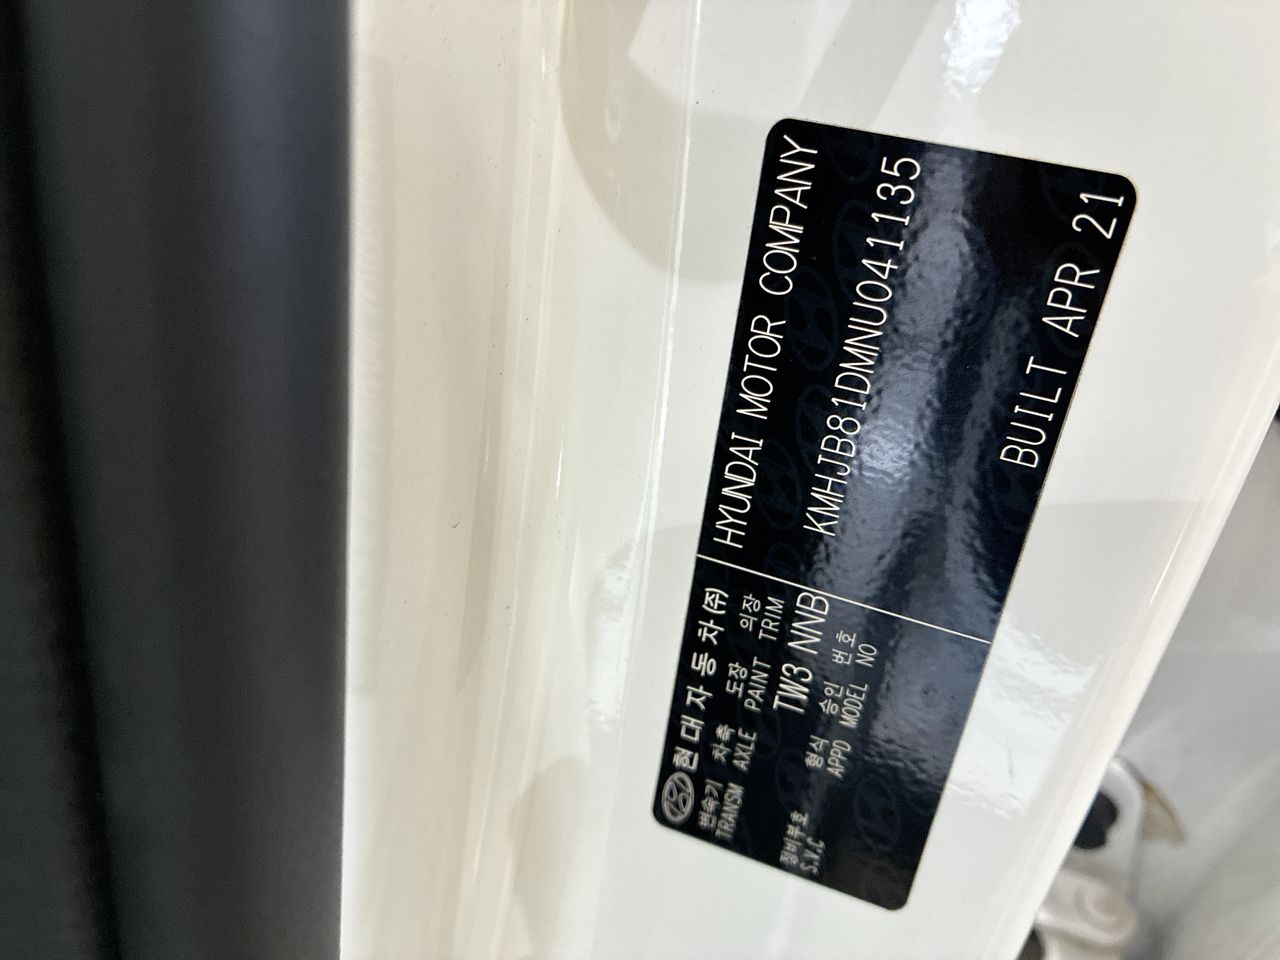 현대자동차(주)
HYUNDAI MOTOR COMPANY
변속기 차축 도장 의장
TRANSM AXLE PAINT TRIM
TW3 NNB
KMHJB81DMNU041135
장비부호 형식 승인 번호
S.V.C APPD MODEL NO
BUILT APR 21